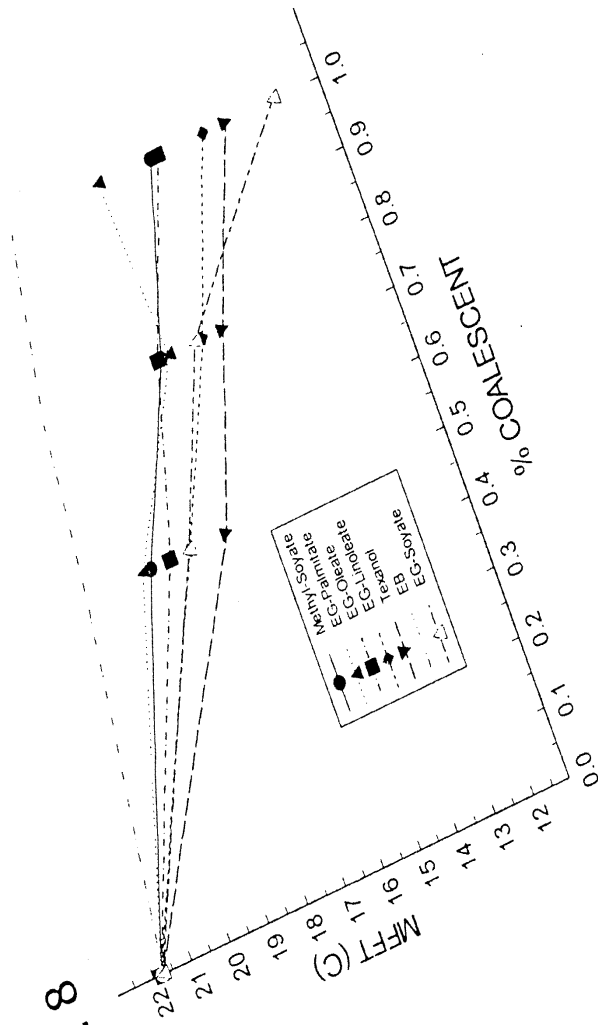 8
22
21
20
19
18
17
16
15
14
13
12
MFFT (C)
Methyl-Soyate
EG-Palmitate
EG-Oleate
EG-Linoleate
Texanol
EB
EG-Soyate
0.0
0.1
0.2
0.3
0.4
0.5
0.6
0.7
0.8
0.9
1.0
% COALESCENT